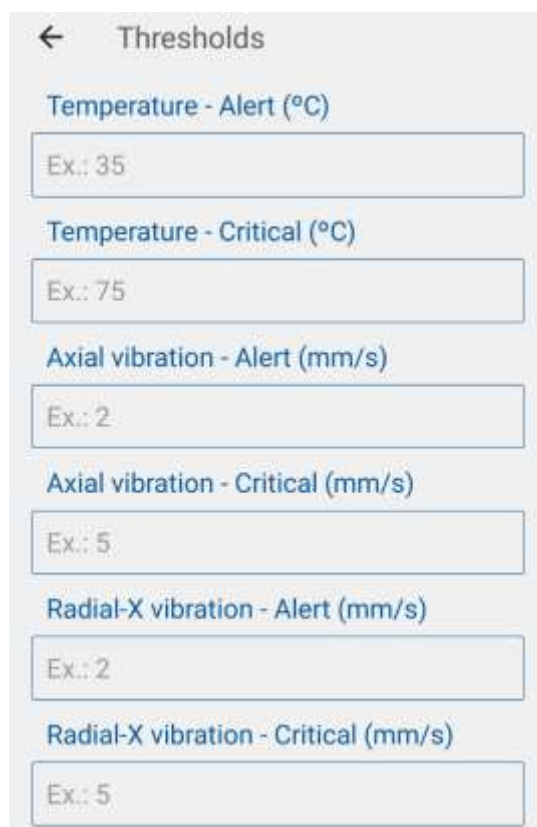 Thresholds
Temperature - Alert (ºC)
Ex.: 35
Temperature - Critical (ºC)
Ex.: 75
Axial vibration - Alert (mm/s)
Ex.: 2
Axial vibration - Critical (mm/s)
Ex.: 5
Radial-X vibration - Alert (mm/s)
Ex.: 2
Radial-X vibration - Critical (mm/s)
Ex.: 5